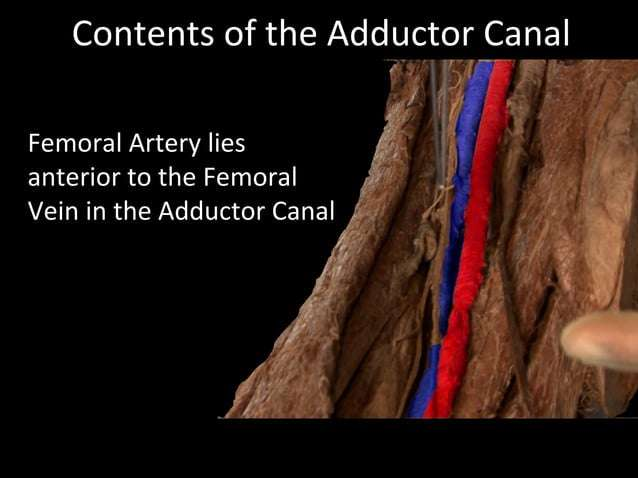 Contents of the Adductor Canal
Femoral Artery lies
anterior to the Femoral
Vein in the Adductor Canal